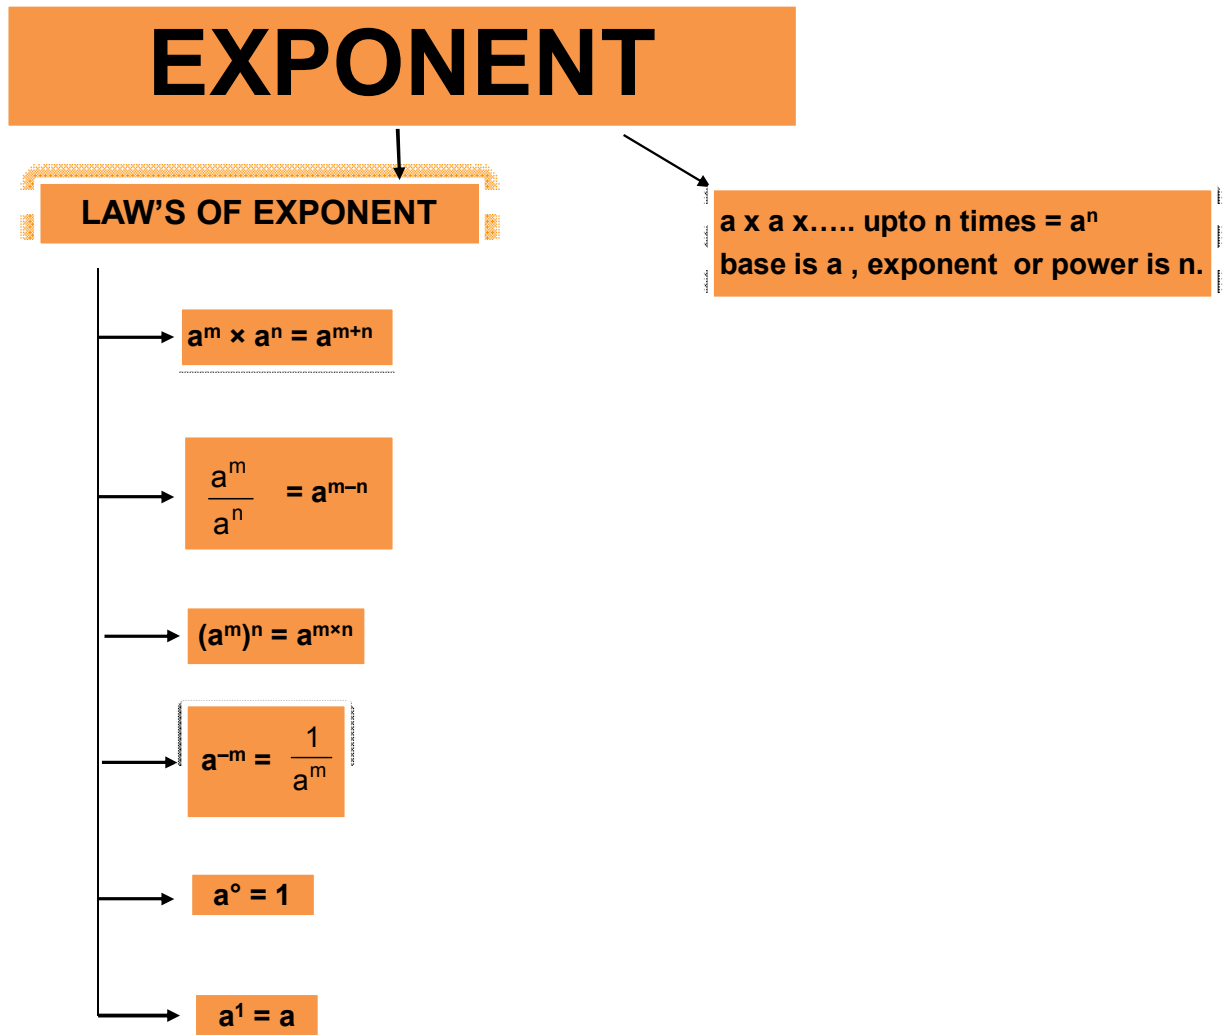 EXPONENT
LAW’S OF EXPONENT
a x a x..... upto n times = aⁿ
base is a , exponent  or power is n.
aᵐ × aⁿ = aᵐ⁺ⁿ
aᵐ/aⁿ = aᵐ⁻ⁿ
(aᵐ)ⁿ = aᵐˣⁿ
a⁻ᵐ = 1/aᵐ
a° = 1
a¹ = a